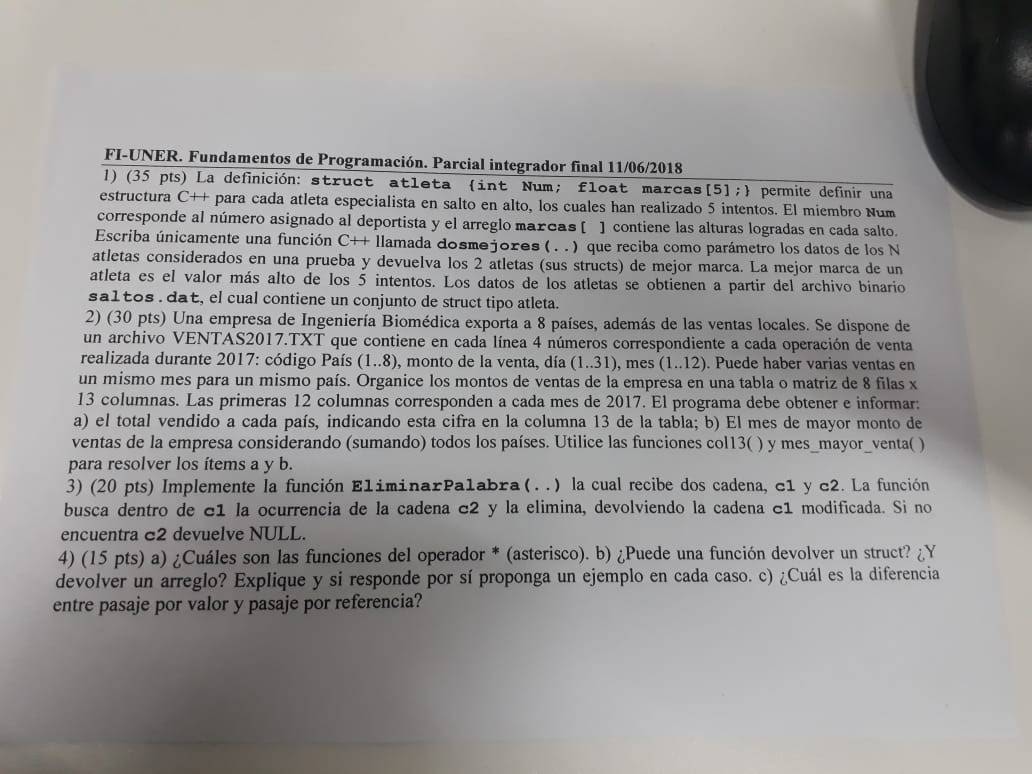 FI-UNER. Fundamentos de Programación. Parcial integrador final 11/06/2018
1) (35 pts) La definición: struct atleta {int Num; float marcas[5];} permite definir una
estructura C++ para cada atleta especialista en salto en alto, los cuales han realizado 5 intentos. El miembro Num
corresponde al número asignado al deportista y el arreglo marcas[ ] contiene las alturas logradas en cada salto.
Escriba únicamente una función C++ llamada dosmejores(..) que reciba como parámetro los datos de los N
atletas considerados en una prueba y devuelva los 2 atletas (sus structs) de mejor marca. La mejor marca de un
atleta es el valor más alto de los 5 intentos. Los datos de los atletas se obtienen a partir del archivo binario
saltos.dat, el cual contiene un conjunto de struct tipo atleta.
2) (30 pts) Una empresa de Ingeniería Biomédica exporta a 8 países, además de las ventas locales. Se dispone de
un archivo VENTAS2017.TXT que contiene en cada línea 4 números correspondiente a cada operación de venta
realizada durante 2017: código País (1..8), monto de la venta, día (1..31), mes (1..12). Puede haber varias ventas en
un mismo mes para un mismo país. Organice los montos de ventas de la empresa en una tabla o matriz de 8 filas x
13 columnas. Las primeras 12 columnas corresponden a cada mes de 2017. El programa debe obtener e informar:
a) el total vendido a cada país, indicando esta cifra en la columna 13 de la tabla; b) El mes de mayor monto de
ventas de la empresa considerando (sumando) todos los países. Utilice las funciones col13( ) y mes_mayor_venta( )
para resolver los ítems a y b.
3) (20 pts) Implemente la función EliminarPalabra(..) la cual recibe dos cadena, c1 y c2. La función
busca dentro de c1 la ocurrencia de la cadena c2 y la elimina, devolviendo la cadena c1 modificada. Si no
encuentra c2 devuelve NULL.
4) (15 pts) a) ¿Cuáles son las funciones del operador * (asterisco). b) ¿Puede una función devolver un struct? ¿Y
devolver un arreglo? Explique y si responde por sí proponga un ejemplo en cada caso. c) ¿Cuál es la diferencia
entre pasaje por valor y pasaje por referencia?